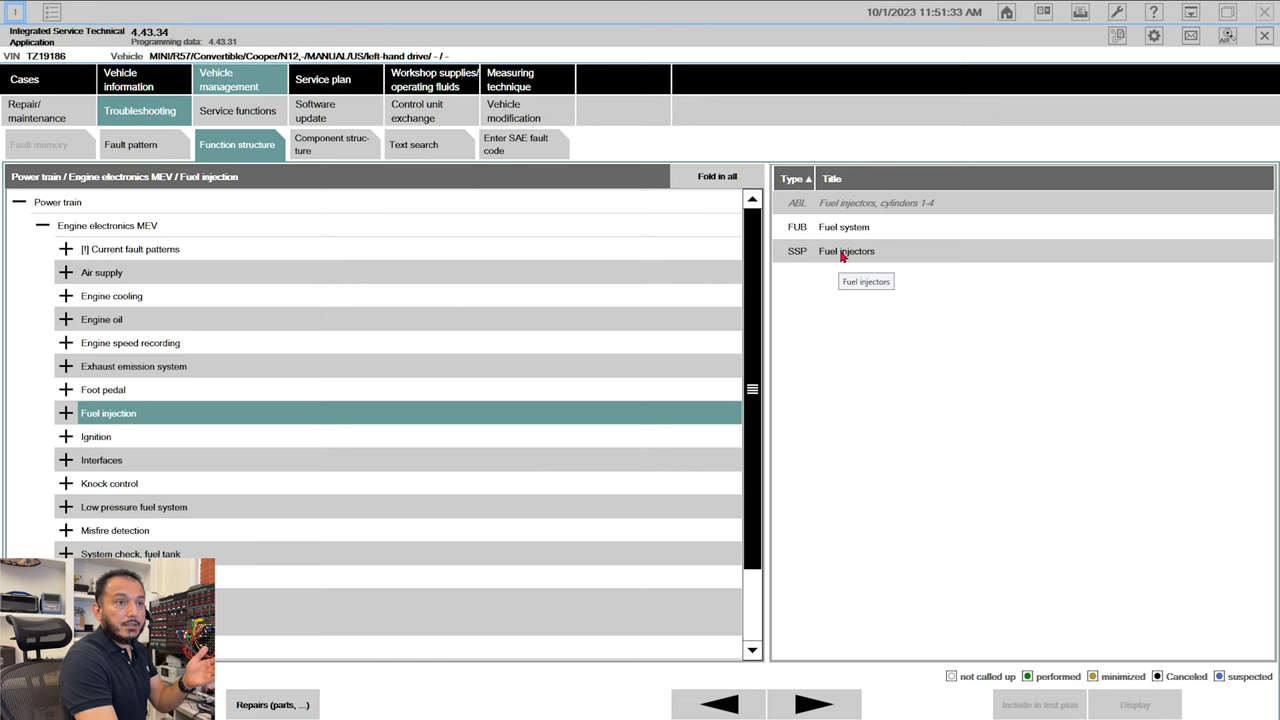 1
10/1/2023 11:51:33 AM
Integrated Service Technical
Application
4.43.34
Programming data: 4.43.31
VIN TZ19186 Vehicle MINI/R57/Convertible/Cooper/N12,-/MANUAL/US/left-hand drive/ - / -
Cases
Vehicle
information
Vehicle
management
Service plan
Workshop supplies/
operating fluids
Measuring
technique
Repair/
maintenance
Troubleshooting
Service functions
Software
update
Control unit
exchange
Vehicle
modification
Fault memory
Fault pattern
Function structure
Component struc-
ture
Text search
Enter SAE fault
code
Power train / Engine electronics MEV / Fuel injection
Fold in all
Power train
Engine electronics MEV
[!] Current fault patterns
Air supply
Engine cooling
Engine oil
Engine speed recording
Exhaust emission system
Foot pedal
Fuel injection
Ignition
Interfaces
Knock control
Low pressure fuel system
Misfire detection
System check, fuel tank
Type Title
ABL Fuel injectors, cylinders 1-4
FUB Fuel system
SSP Fuel injectors
Fuel injectors
not called up performed minimized Canceled suspected
Repairs (parts, ...)
Include in test plan
Display